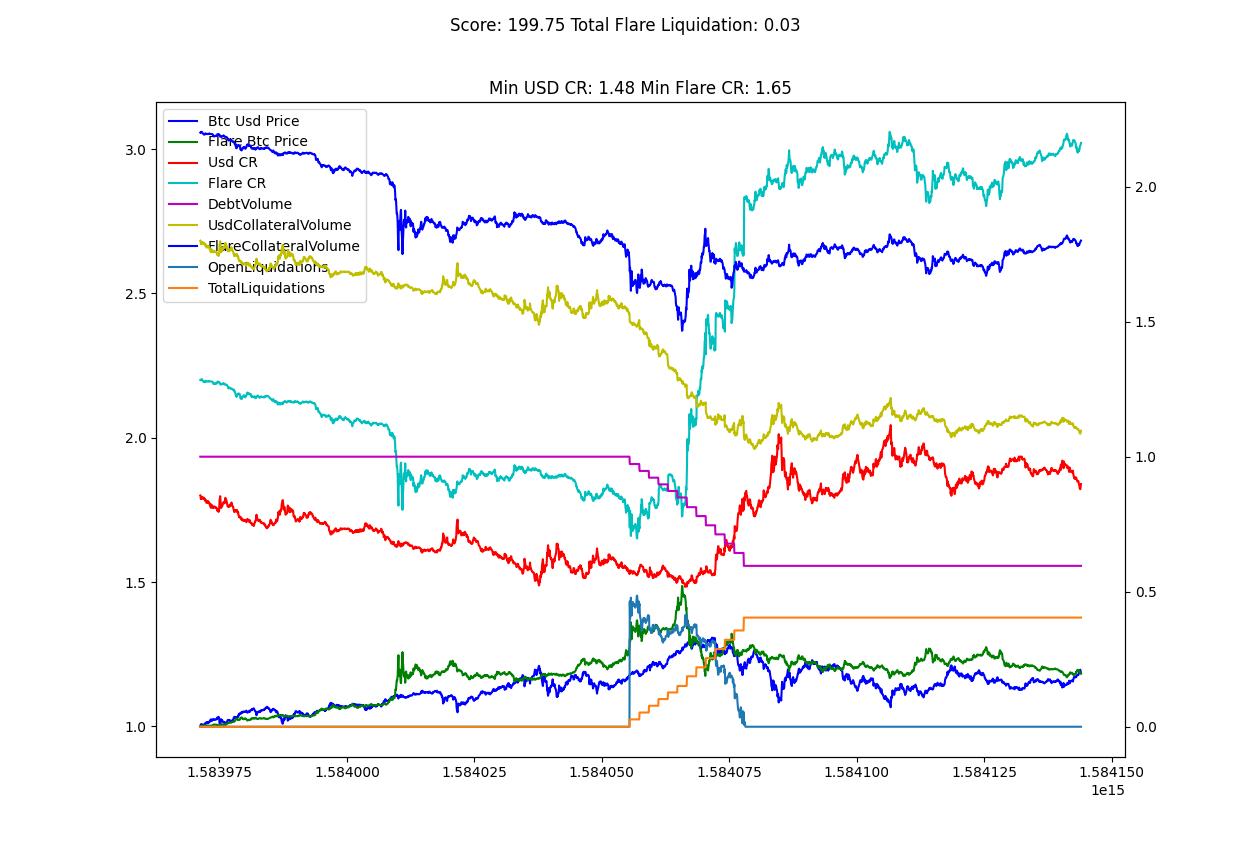 Score: 199.75 Total Flare Liquidation: 0.03
Min USD CR: 1.48 Min Flare CR: 1.65
Btc Usd Price
Flare Btc Price
Usd CR
Flare CR
DebtVolume
UsdCollateralVolume
FlareCollateralVolume
OpenLiquidations
TotalLiquidations
3.0
2.5
2.0
1.5
1.0
2.0
1.5
1.0
0.5
0.0
1.583975
1.584000
1.584025
1.584050
1.584075
1.584100
1.584125
1.584150
1e15